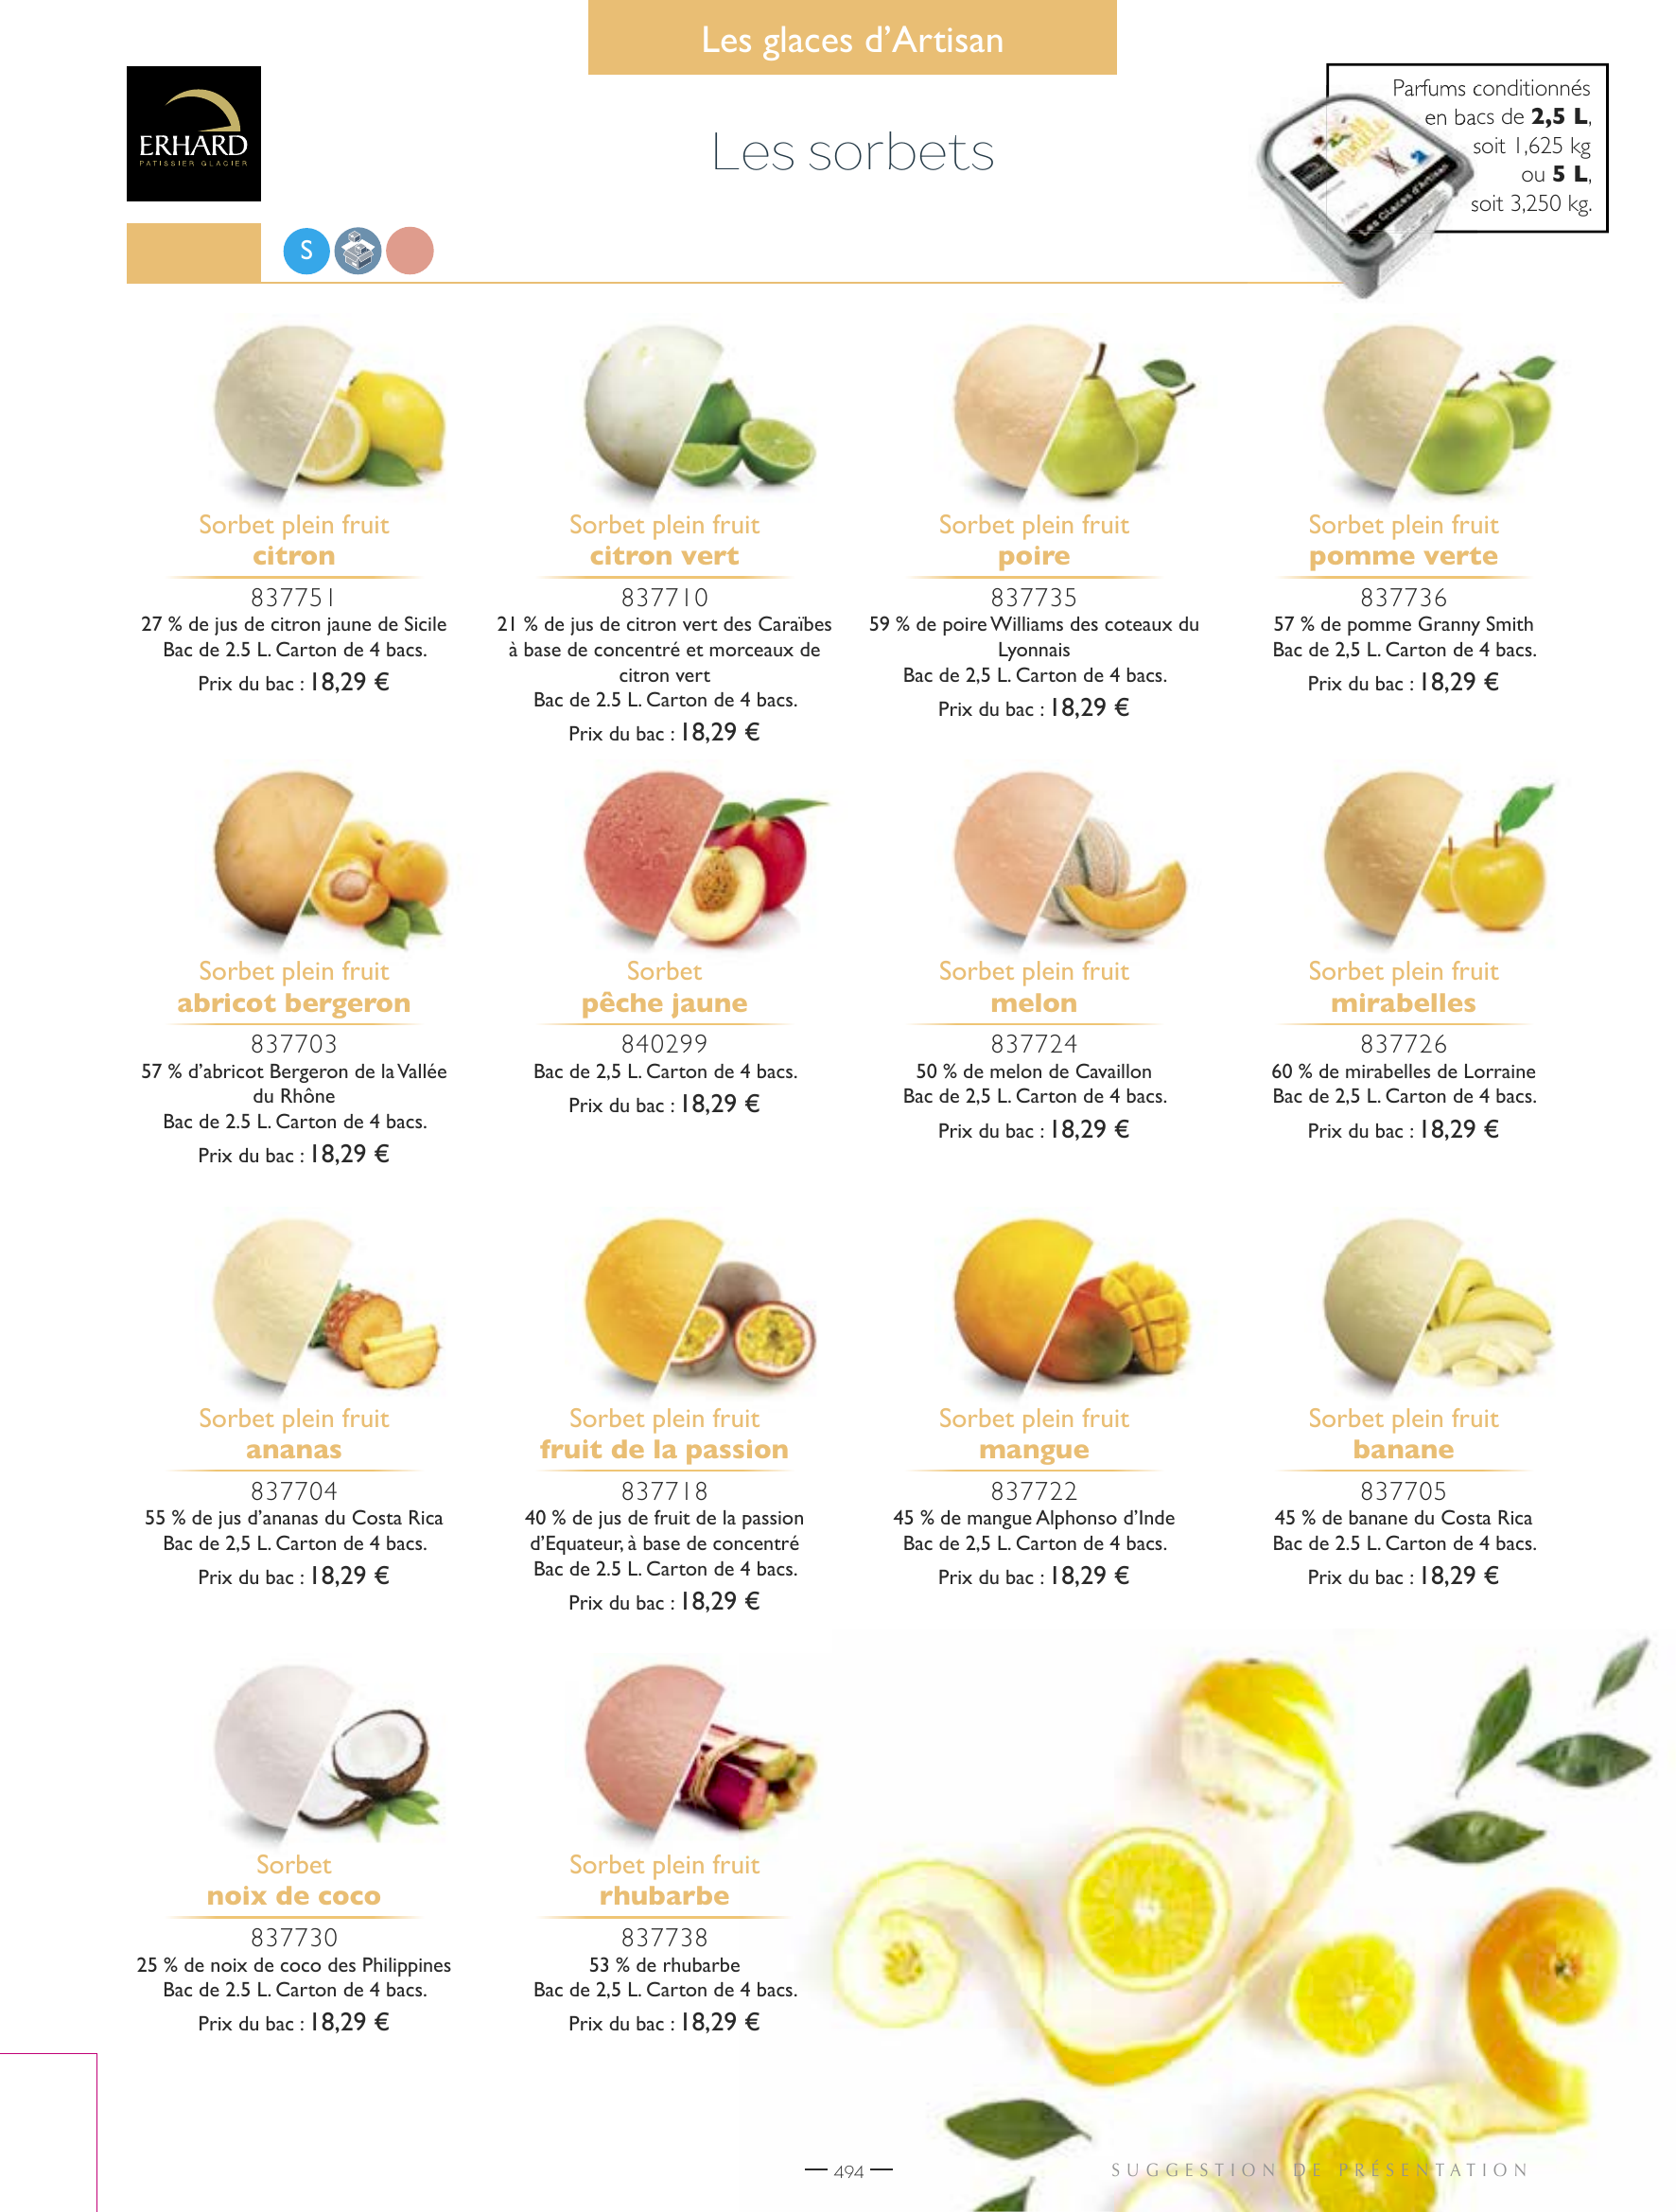 Les glaces d'Artisan
ERHARD
PATISSIER GLACIER
Les sorbets
Parfums conditionnés
en bacs de 2,5 L,
soit 1,625 kg
ou 5 L,
soit 3,250 kg.
ERHARD
vanille
Les Glaces d'Artisan
S
Sorbet plein fruit
citron
837751
27 % de jus de citron jaune de Sicile
Bac de 2.5 L. Carton de 4 bacs.
Prix du bac : 18,29 €
Sorbet plein fruit
citron vert
837710
21 % de jus de citron vert des Caraïbes
à base de concentré et morceaux de
citron vert
Bac de 2.5 L. Carton de 4 bacs.
Prix du bac : 18,29 €
Sorbet plein fruit
poire
837735
59 % de poire Williams des coteaux du
Lyonnais
Bac de 2,5 L. Carton de 4 bacs.
Prix du bac : 18,29 €
Sorbet plein fruit
pomme verte
837736
57 % de pomme Granny Smith
Bac de 2,5 L. Carton de 4 bacs.
Prix du bac : 18,29 €
Sorbet plein fruit
abricot bergeron
837703
57 % d'abricot Bergeron de la Vallée
du Rhône
Bac de 2.5 L. Carton de 4 bacs.
Prix du bac : 18,29 €
Sorbet
pêche jaune
840299
Bac de 2,5 L. Carton de 4 bacs.
Prix du bac : 18,29 €
Sorbet plein fruit
melon
837724
50 % de melon de Cavaillon
Bac de 2,5 L. Carton de 4 bacs.
Prix du bac : 18,29 €
Sorbet plein fruit
mirabelles
837726
60 % de mirabelles de Lorraine
Bac de 2,5 L. Carton de 4 bacs.
Prix du bac : 18,29 €
Sorbet plein fruit
ananas
837704
55 % de jus d'ananas du Costa Rica
Bac de 2,5 L. Carton de 4 bacs.
Prix du bac : 18,29 €
Sorbet plein fruit
fruit de la passion
837718
40 % de jus de fruit de la passion
d'Equateur, à base de concentré
Bac de 2.5 L. Carton de 4 bacs.
Prix du bac : 18,29 €
Sorbet plein fruit
mangue
837722
45 % de mangue Alphonso d'Inde
Bac de 2,5 L. Carton de 4 bacs.
Prix du bac : 18,29 €
Sorbet plein fruit
banane
837705
45 % de banane du Costa Rica
Bac de 2.5 L. Carton de 4 bacs.
Prix du bac : 18,29 €
Sorbet
noix de coco
837730
25 % de noix de coco des Philippines
Bac de 2.5 L. Carton de 4 bacs.
Prix du bac : 18,29 €
Sorbet plein fruit
rhubarbe
837738
53 % de rhubarbe
Bac de 2,5 L. Carton de 4 bacs.
Prix du bac : 18,29 €
— 494 —
SUGGESTION DE PRÉSENTATION